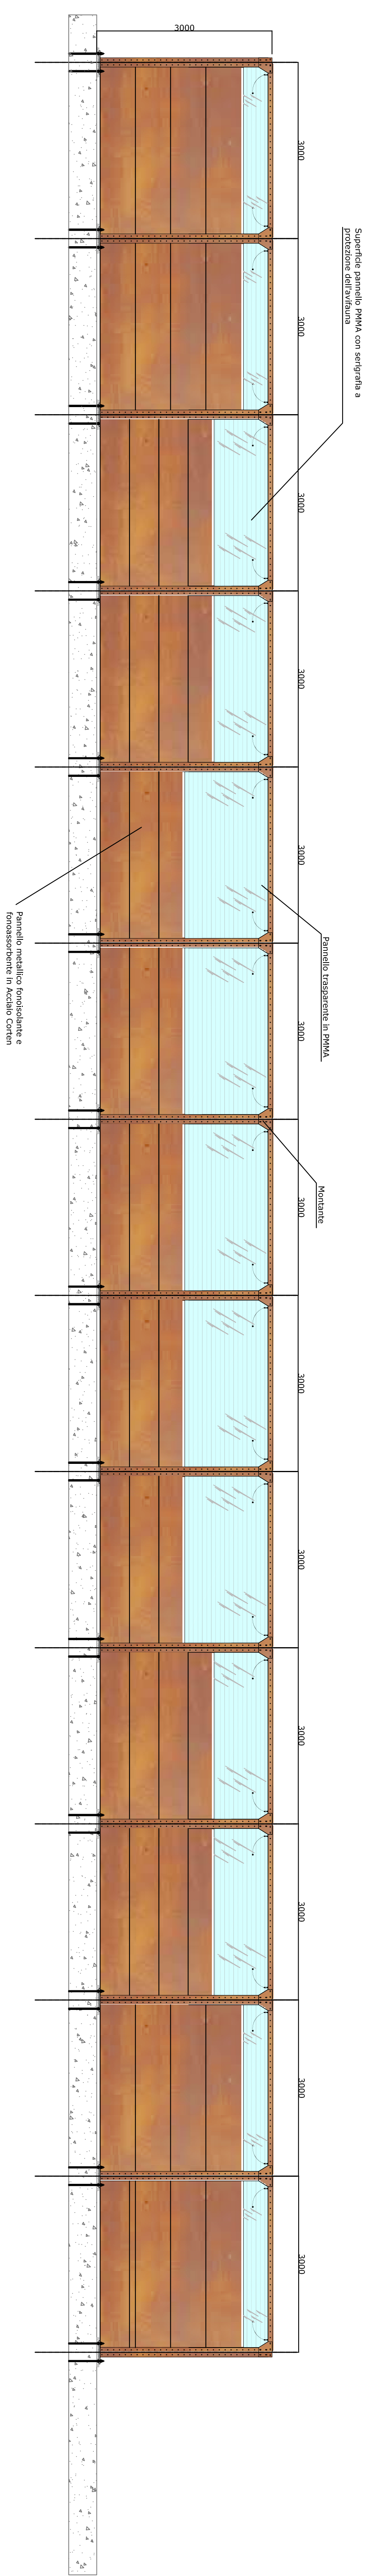 3000
3000
3000
3000
3000
3000
3000
3000
3000
3000
3000
3000
3000
3000
Superficie pannello PMMA con serigrafia a
protezione dell'avifauna
Pannello trasparente in PMMA
Montante
Pannello metallico fonoisolante e
fonoassorbente in Acciaio Corten